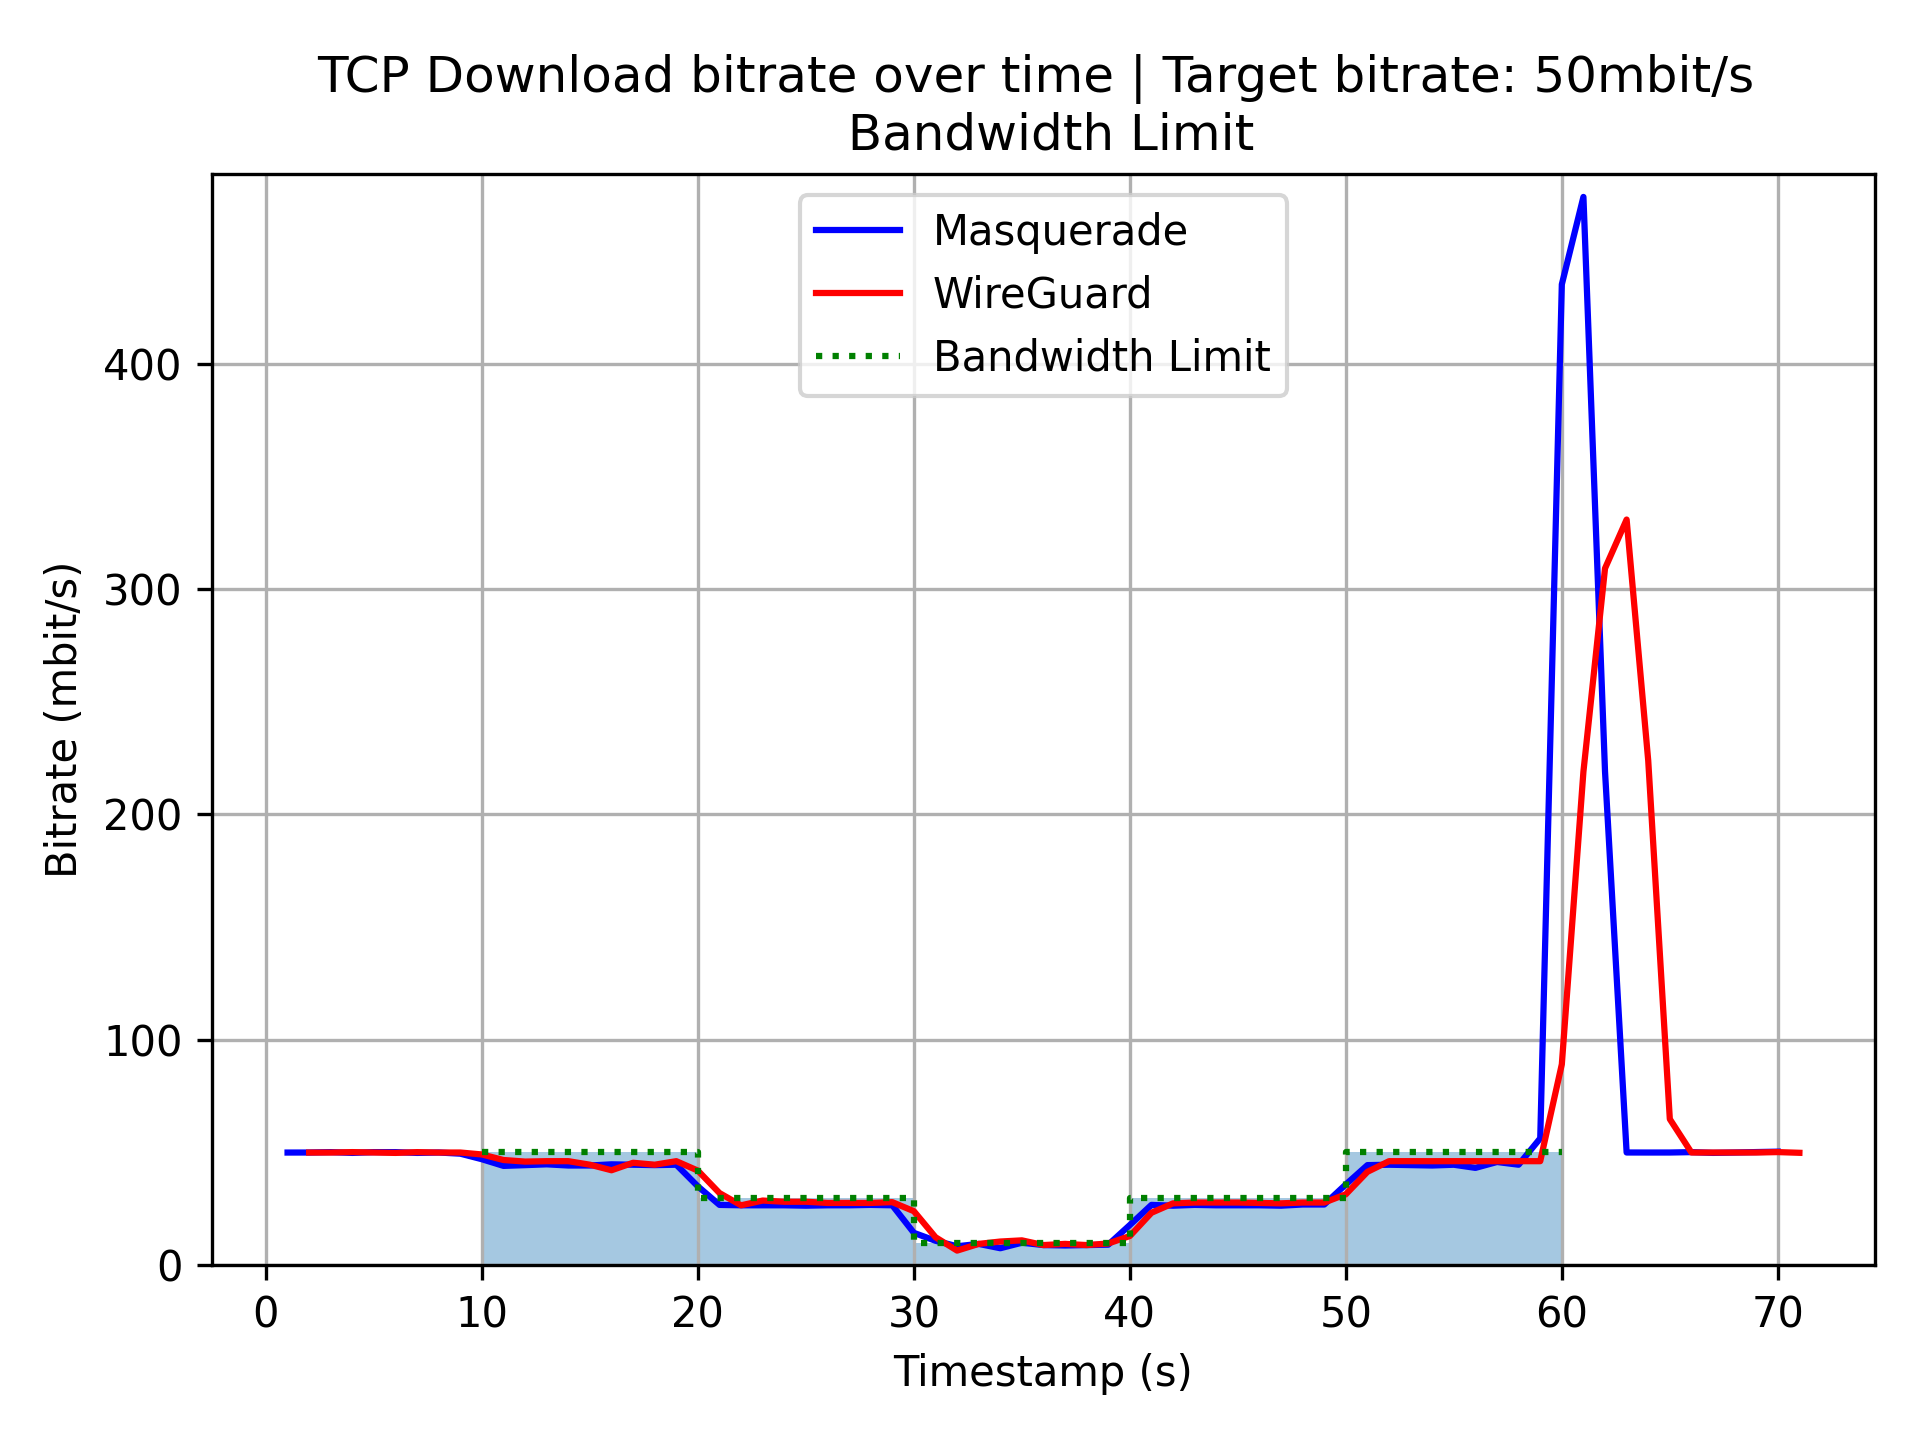 TCP Download bitrate over time | Target bitrate: 50mbit/s
Bandwidth Limit
Masquerade
WireGuard
Bandwidth Limit
Bitrate (mbit/s)
400
300
200
100
0
0 10 20 30 40 50 60 70
Timestamp (s)